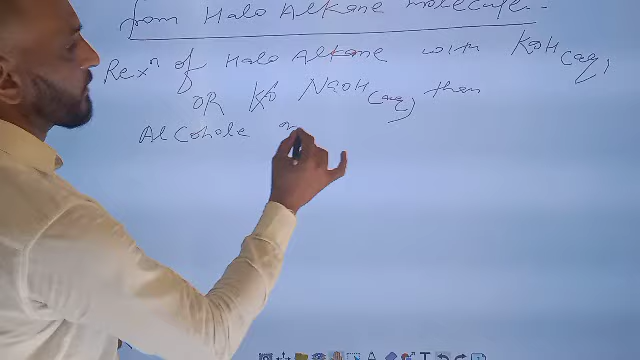 from Halo Alkane molecule.
Rexⁿ of Halo Alkane with KOH(aq)
OR NaOH(aq) then
AlCohole